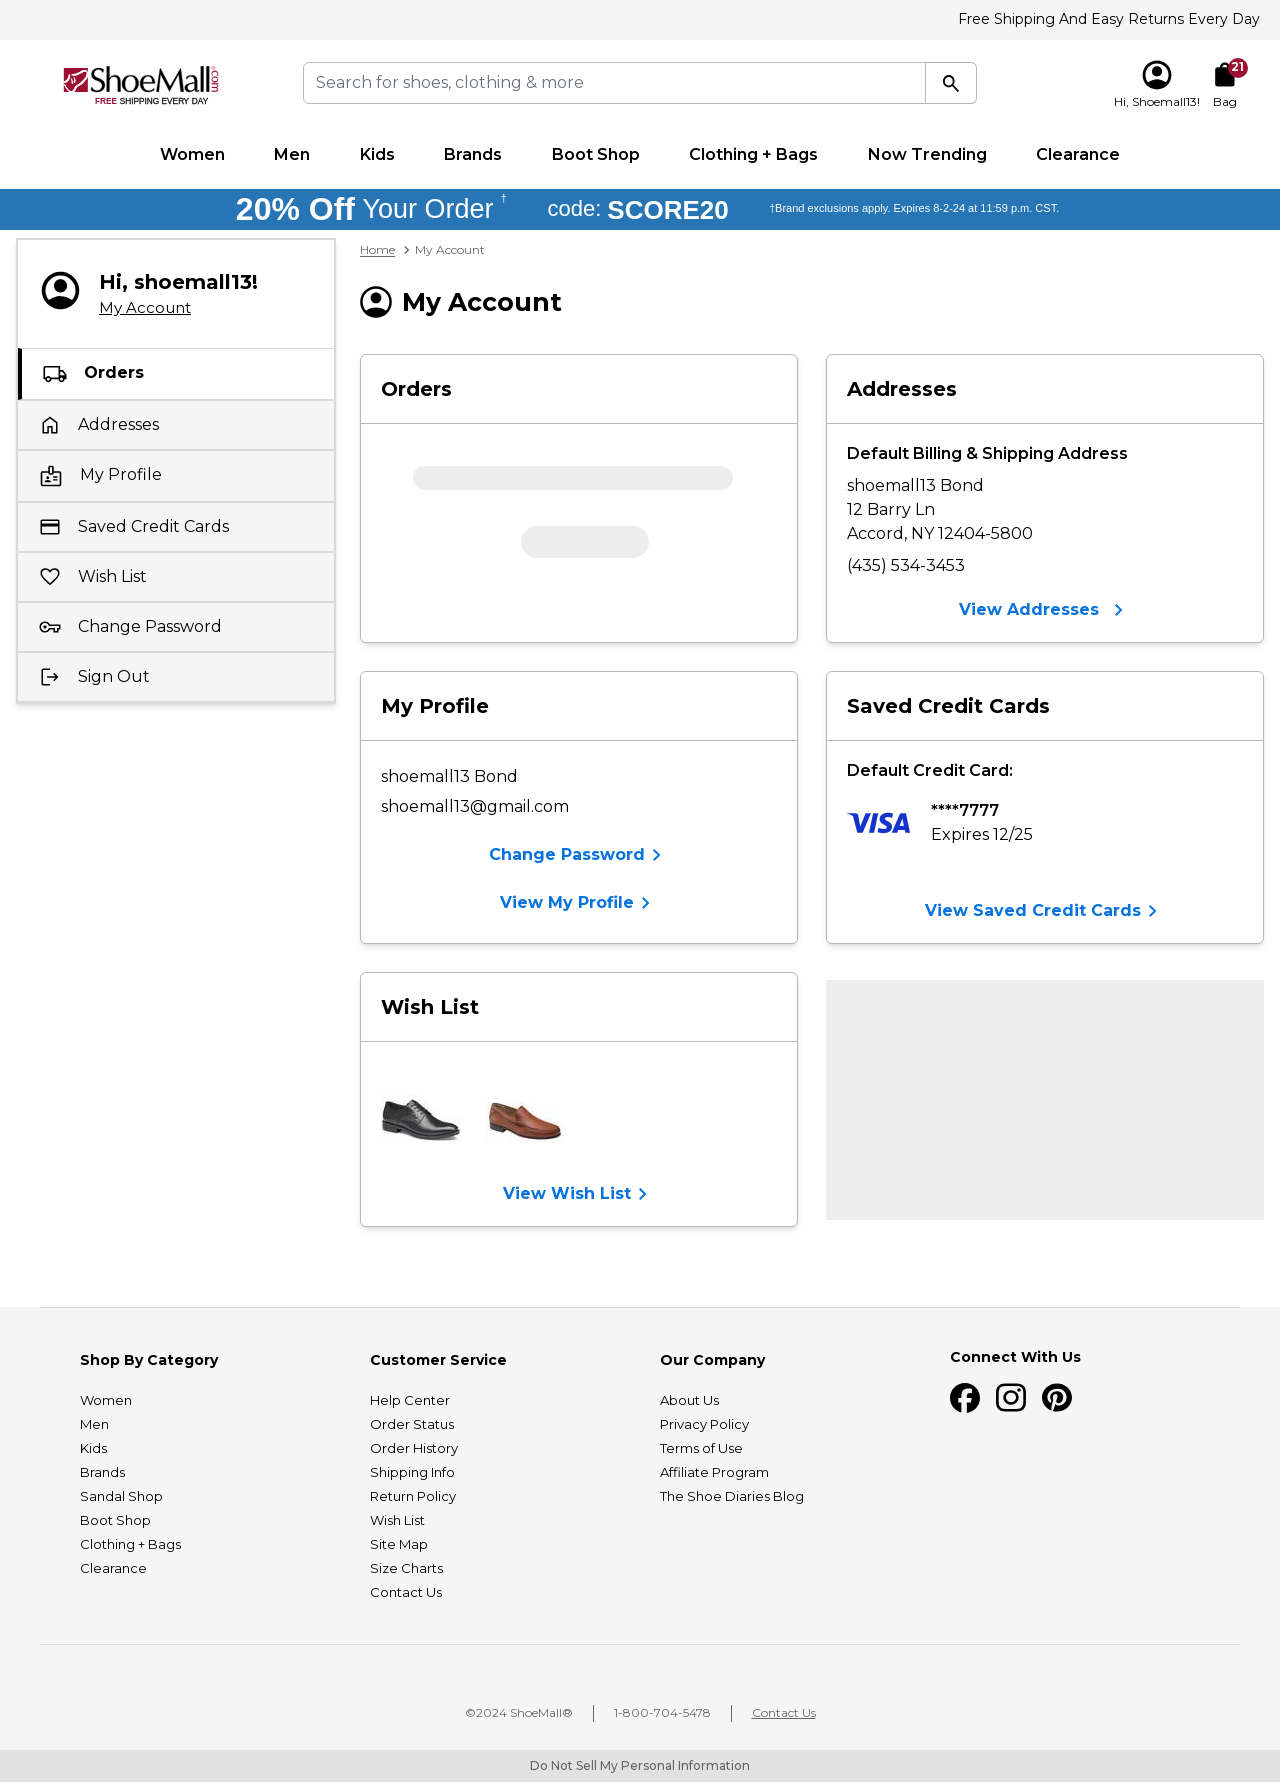 Free Shipping And Easy Returns Every Day
ShoeMall.com®
FREE SHIPPING EVERY DAY
Search for shoes, clothing & more
Hi, Shoemall13!
21
Bag
Women Men Kids Brands Boot Shop Clothing + Bags Now Trending Clearance
20% Off Your Order † code: SCORE20 †Brand exclusions apply. Expires 8-2-24 at 11:59 p.m. CST.
Hi, shoemall13!
My Account
Orders
Addresses
My Profile
Saved Credit Cards
Wish List
Change Password
Sign Out
Home > My Account
My Account
Orders
Addresses
Default Billing & Shipping Address
shoemall13 Bond
12 Barry Ln
Accord, NY 12404-5800
(435) 534-3453
View Addresses
My Profile
shoemall13 Bond
shoemall13@gmail.com
Change Password
View My Profile
Saved Credit Cards
Default Credit Card:
VISA
****7777
Expires 12/25
View Saved Credit Cards
Wish List
View Wish List
Shop By Category
Women
Men
Kids
Brands
Sandal Shop
Boot Shop
Clothing + Bags
Clearance
Customer Service
Help Center
Order Status
Order History
Shipping Info
Return Policy
Wish List
Site Map
Size Charts
Contact Us
Our Company
About Us
Privacy Policy
Terms of Use
Affiliate Program
The Shoe Diaries Blog
Connect With Us
©2024 ShoeMall® 1-800-704-5478 Contact Us
Do Not Sell My Personal Information